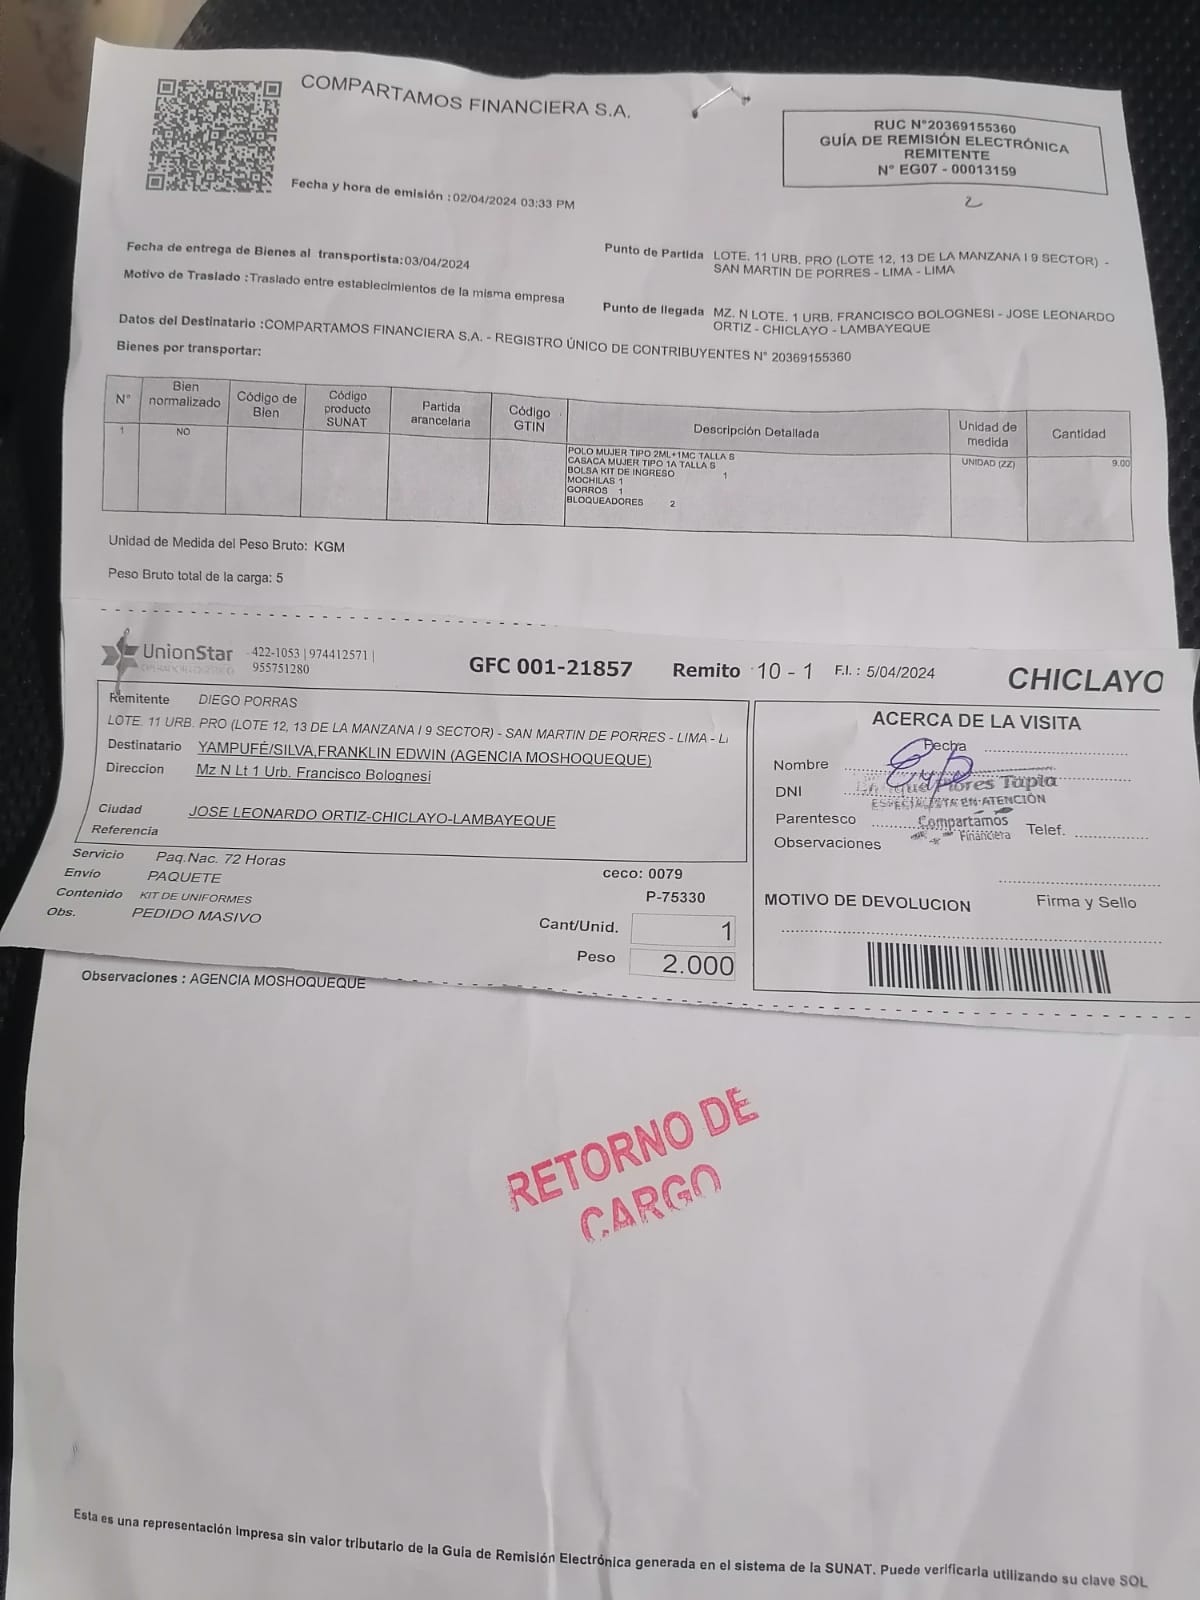 COMPARTAMOS FINANCIERA S.A.
RUC N°20369155360
GUÍA DE REMISIÓN ELECTRÓNICA
REMITENTE
N° EG07 - 00013159
2
Fecha y hora de emisión :02/04/2024 03:33 PM
Fecha de entrega de Bienes al transportista:03/04/2024
Motivo de Traslado :Traslado entre establecimientos de la misma empresa
Punto de Partida LOTE. 11 URB. PRO (LOTE 12, 13 DE LA MANZANA I 9 SECTOR) -
SAN MARTIN DE PORRES - LIMA - LIMA
Punto de llegada MZ. N LOTE. 1 URB. FRANCISCO BOLOGNESI - JOSE LEONARDO
ORTIZ - CHICLAYO - LAMBAYEQUE
Datos del Destinatario :COMPARTAMOS FINANCIERA S.A. - REGISTRO ÚNICO DE CONTRIBUYENTES N° 20369155360
Bienes por transportar:
N° Bien normalizado Código de Bien Código producto SUNAT Partida arancelaria Código GTIN Descripción Detallada Unidad de medida Cantidad
1 NO UNIDAD (ZZ) 9.00
POLO MUJER TIPO 2ML+1MC TALLA S
CASACA MUJER TIPO 1A TALLA S
BOLSA KIT DE INGRESO 1
MOCHILAS 1
GORROS 1
BLOQUEADORES 2
Unidad de Medida del Peso Bruto: KGM
Peso Bruto total de la carga: 5
UnionStar 422-1053 | 974412571 |
955751280
GFC 001-21857 Remito 10 - 1 F.I. : 5/04/2024 CHICLAYO
Remitente DIEGO PORRAS
LOTE. 11 URB. PRO (LOTE 12, 13 DE LA MANZANA I 9 SECTOR) - SAN MARTIN DE PORRES - LIMA - LI
Destinatario YAMPUFÉ/SILVA,FRANKLIN EDWIN (AGENCIA MOSHOQUEQUE)
Direccion Mz N Lt 1 Urb. Francisco Bolognesi
Ciudad JOSE LEONARDO ORTIZ-CHICLAYO-LAMBAYEQUE
Referencia
Servicio Paq.Nac. 72 Horas
Envío PAQUETE
Contenido KIT DE UNIFORMES
Obs. PEDIDO MASIVO
ceco: 0079
P-75330
Cant/Unid. 1
Peso 2.000
ACERCA DE LA VISITA
Fecha
Nombre
DNI
Parentesco
Telef.
Observaciones
Flores Tapia
ESPECIALISTA EN ATENCIÓN
Compartamos
Financiera
Firma y Sello
MOTIVO DE DEVOLUCION
Observaciones : AGENCIA MOSHOQUEQUE
RETORNO DE
CARGO
Esta es una representación impresa sin valor tributario de la Guia de Remisión Electrónica generada en el sistema de la SUNAT. Puede verificarla utilizando su clave SOL